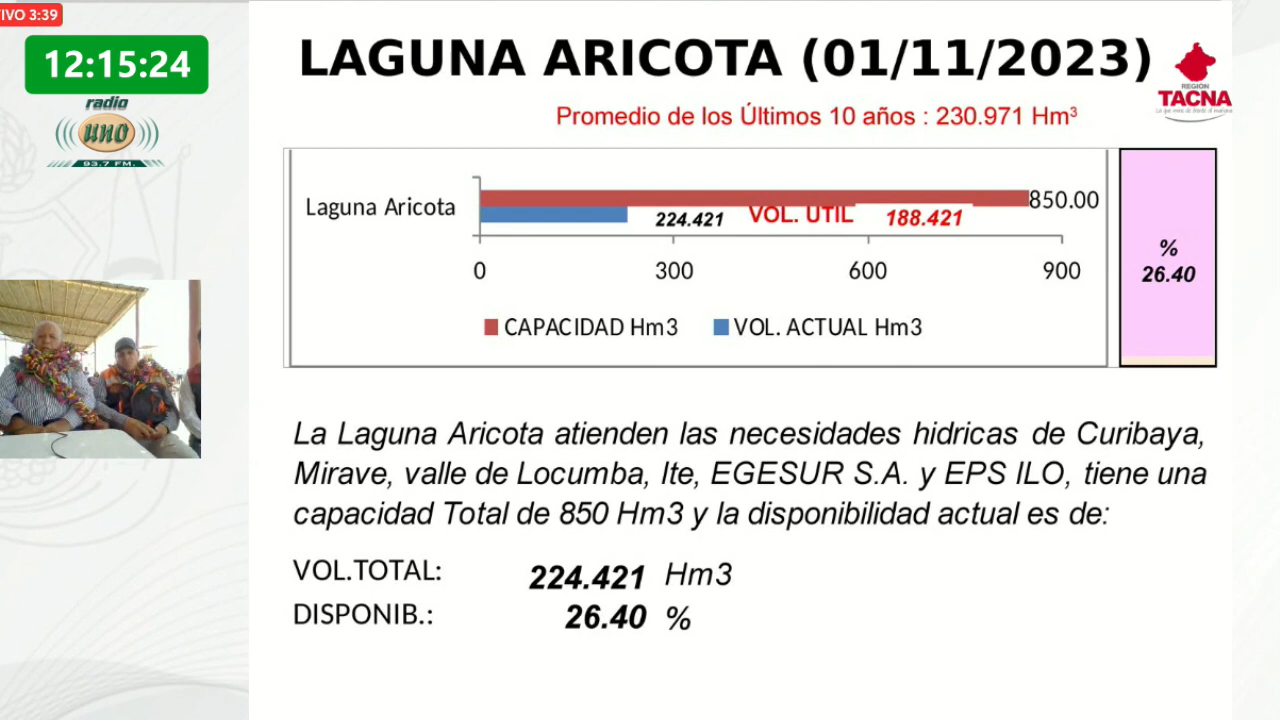 IVO 3:39
12:15:24
radio
uno
93.7 FM.
LAGUNA ARICOTA (01/11/2023)
REGIÓN
TACNA
Promedio de los Últimos 10 años : 230.971 Hm³
Laguna Aricota
850.00
224.421 VOL. UTIL 188.421
0 300 600 900
CAPACIDAD Hm3 VOL. ACTUAL Hm3
%
26.40
La Laguna Aricota atienden las necesidades hidricas de Curibaya,
Mirave, valle de Locumba, Ite, EGESUR S.A. y EPS ILO, tiene una
capacidad Total de 850 Hm3 y la disponibilidad actual es de:
VOL.TOTAL: 224.421 Hm3
DISPONIB.: 26.40 %